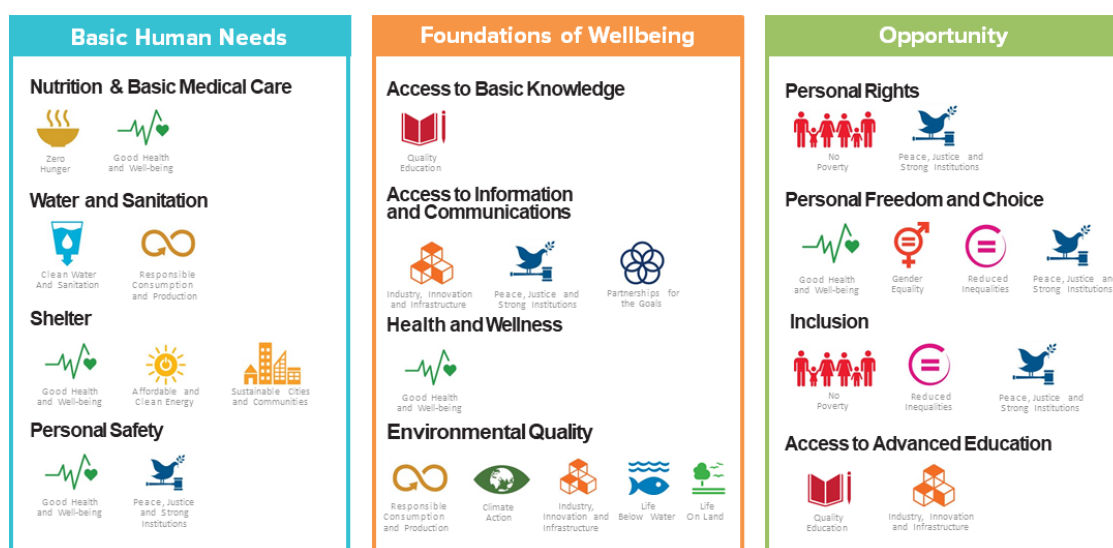 Basic Human Needs
Nutrition & Basic Medical Care
Zero
Hunger
Good Health
and Well-being
Water and Sanitation
Clean Water
And Sanitation
Responsible
Consumption
and Production
Shelter
Good Health
and Well-being
Affordable and
Clean Energy
Sustainable Cities
and Communities
Personal Safety
Good Health
and Well-being
Peace, Justice
and Strong
Institutions
Foundations of Wellbeing
Access to Basic Knowledge
Quality
Education
Access to Information
and Communications
Industry, Innovation
and Infrastructure
Peace, Justice and
Strong Institutions
Partnerships for
the Goals
Health and Wellness
Good Health
and Well-being
Environmental Quality
Responsible
Consumption
and Production
Climate
Action
Industry,
Innovation and
Infrastructure
Life
Below Water
Life
On Land
Opportunity
Personal Rights
No
Poverty
Peace, Justice and
Strong Institutions
Personal Freedom and Choice
Good Health
and Well-being
Gender
Equality
Reduced
Inequalities
Peace, Justice and
Strong Institutions
Inclusion
No
Poverty
Reduced
Inequalities
Peace, Justice and
Strong Institutions
Access to Advanced Education
Quality
Education
Industry, Innovation
and Infrastructure